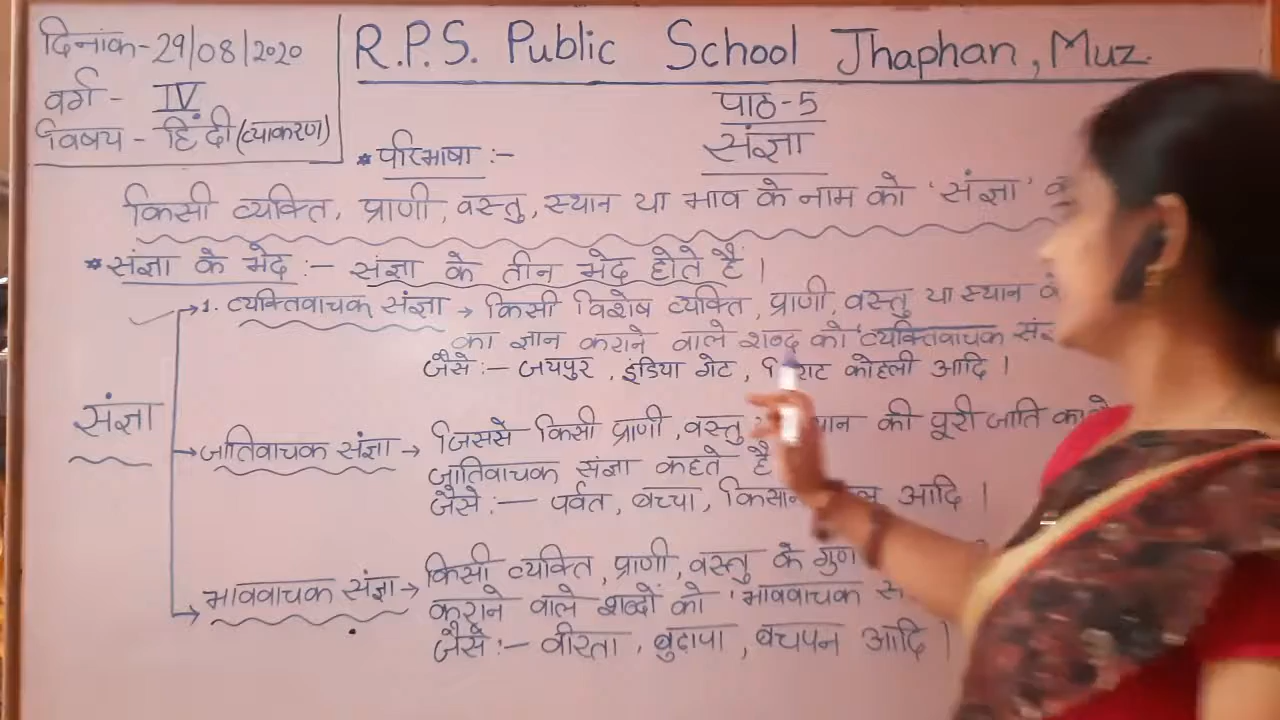 दिनांक-29/08/2020
वर्ग - IV
विषय - हिंदी(व्याकरण)
R.P.S. Public School Jhaphan, Muz.
पाठ-5
संज्ञा
* परिभाषा :-
किसी व्यक्ति, प्राणी, वस्तु, स्थान या भाव के नाम को 'संज्ञा'
* संज्ञा के भेद :- संज्ञा के तीन भेद होते हैं ।
1. व्यक्तिवाचक संज्ञा → किसी विशेष व्यक्ति, प्राणी, वस्तु या स्थान
का ज्ञान कराने वाले शब्द को 'व्यक्तिवाचक
जैसे :- जयपुर , इंडिया गेट , कोहली आदि ।
संज्ञा
जातिवाचक संज्ञा → जिससे किसी प्राणी , वस्तु की पूरी जाति का
जातिवाचक संज्ञा कहते है
जैसे :- पर्वत , बच्चा , आदि ।
भाववाचक संज्ञा → किसी व्यक्ति, प्राणी, वस्तु के गुण
कराने वाले शब्दों को 'भाववाचक
जैसे :- वीरता , बुढ़ापा , बचपन आदि ।